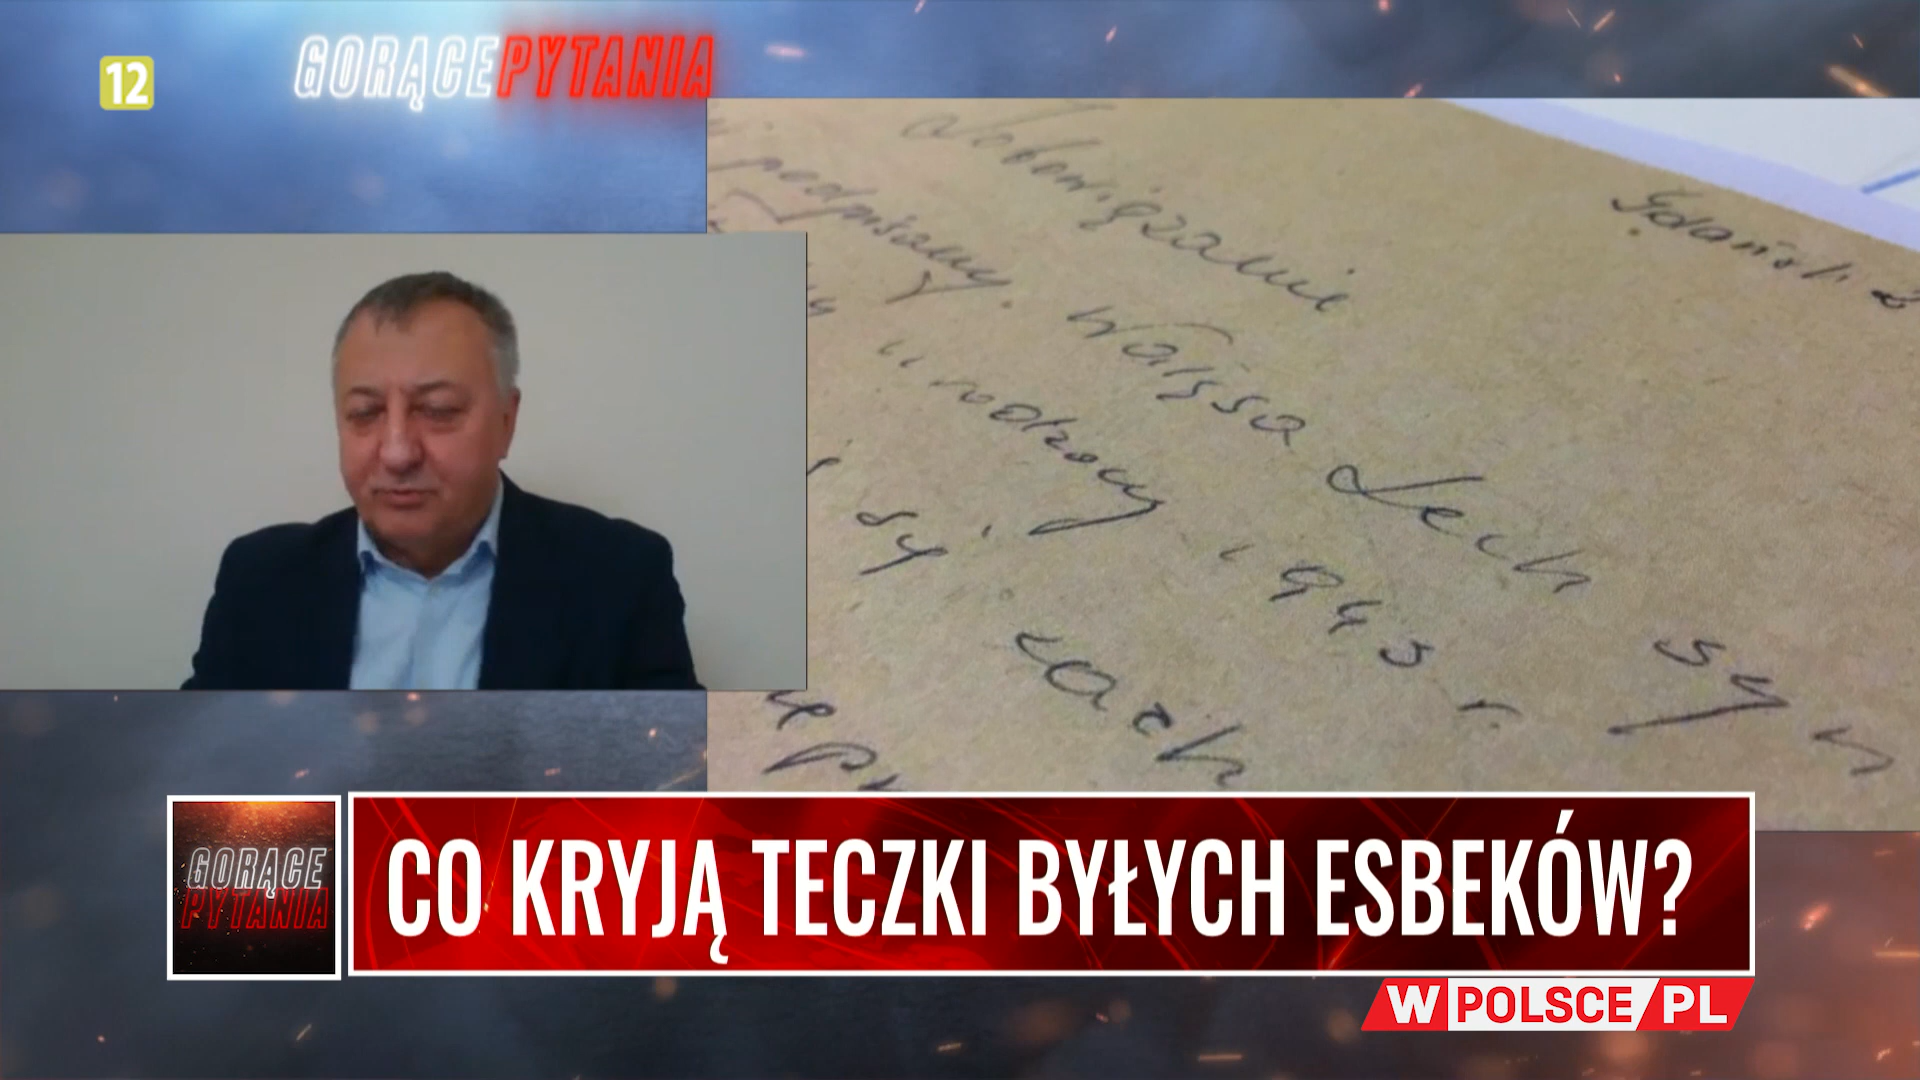 12
GORĄCE PYTANIA
Gdańsk
Zobowiązanie
podpisany Wałęsa Lech syn
urodzony 1943 r.
GORĄCE
PYTANIA
CO KRYJĄ TECZKI BYŁYCH ESBEKÓW?
WPOLSCE/PL